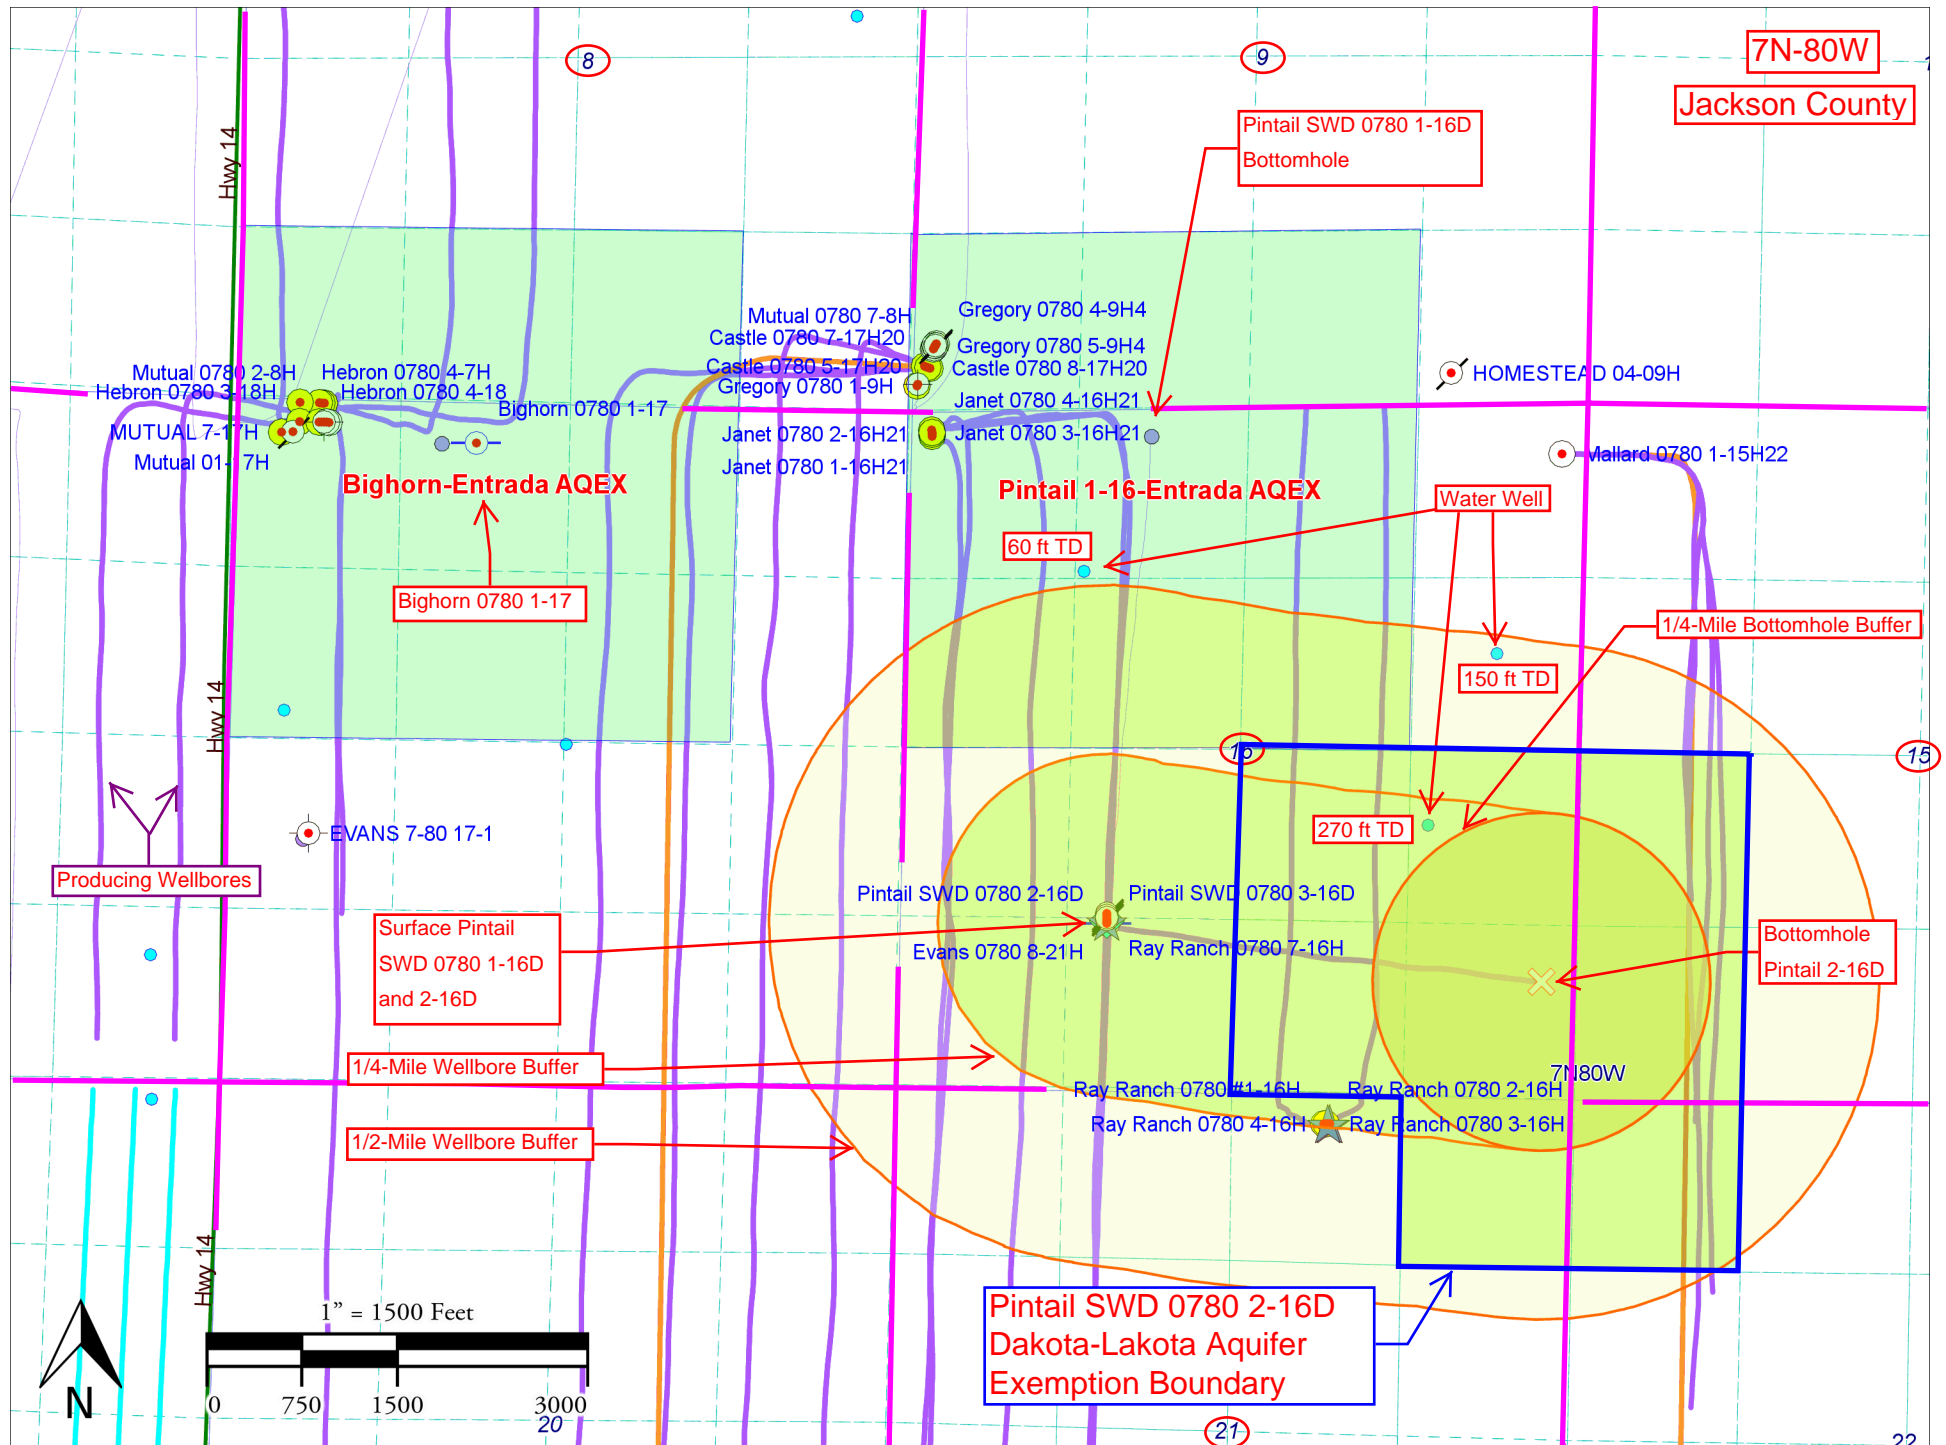 8
9
7N-80W
Jackson County
Hwy 14
Pintail SWD 0780 1-16D
Bottomhole
Mutual 0780 7-8H
Gregory 0780 4-9H4
Castle 0780 7-17H20
Gregory 0780 5-9H4
Castle 0780 5-17H20
Castle 0780 8-17H20
Gregory 0780 1-9H
Mutual 0780 2-8H
Hebron 0780 4-7H
Hebron 0780 3-18H
Hebron 0780 4-18
HOMESTEAD 04-09H
Bighorn 0780 1-17
Janet 0780 4-16H21
MUTUAL 7-17H
Janet 0780 2-16H21
Janet 0780 3-16H21
Mutual 01-17H
Janet 0780 1-16H21
Mallard 0780 1-15H22
Bighorn-Entrada AQEX
Pintail 1-16-Entrada AQEX
Water Well
60 ft TD
Bighorn 0780 1-17
1/4-Mile Bottomhole Buffer
150 ft TD
Hwy 14
16
15
270 ft TD
EVANS 7-80 17-1
Producing Wellbores
Pintail SWD 0780 2-16D
Pintail SWD 0780 3-16D
Surface Pintail
SWD 0780 1-16D
and 2-16D
Evans 0780 8-21H
Ray Ranch 0780 7-16H
Bottomhole
Pintail 2-16D
1/4-Mile Wellbore Buffer
7N80W
Ray Ranch 0780 #1-16H
Ray Ranch 0780 2-16H
Ray Ranch 0780 4-16H
Ray Ranch 0780 3-16H
1/2-Mile Wellbore Buffer
Hwy 14
1” = 1500 Feet
0 750 1500 3000
N
Pintail SWD 0780 2-16D
Dakota-Lakota Aquifer
Exemption Boundary
20
21
22